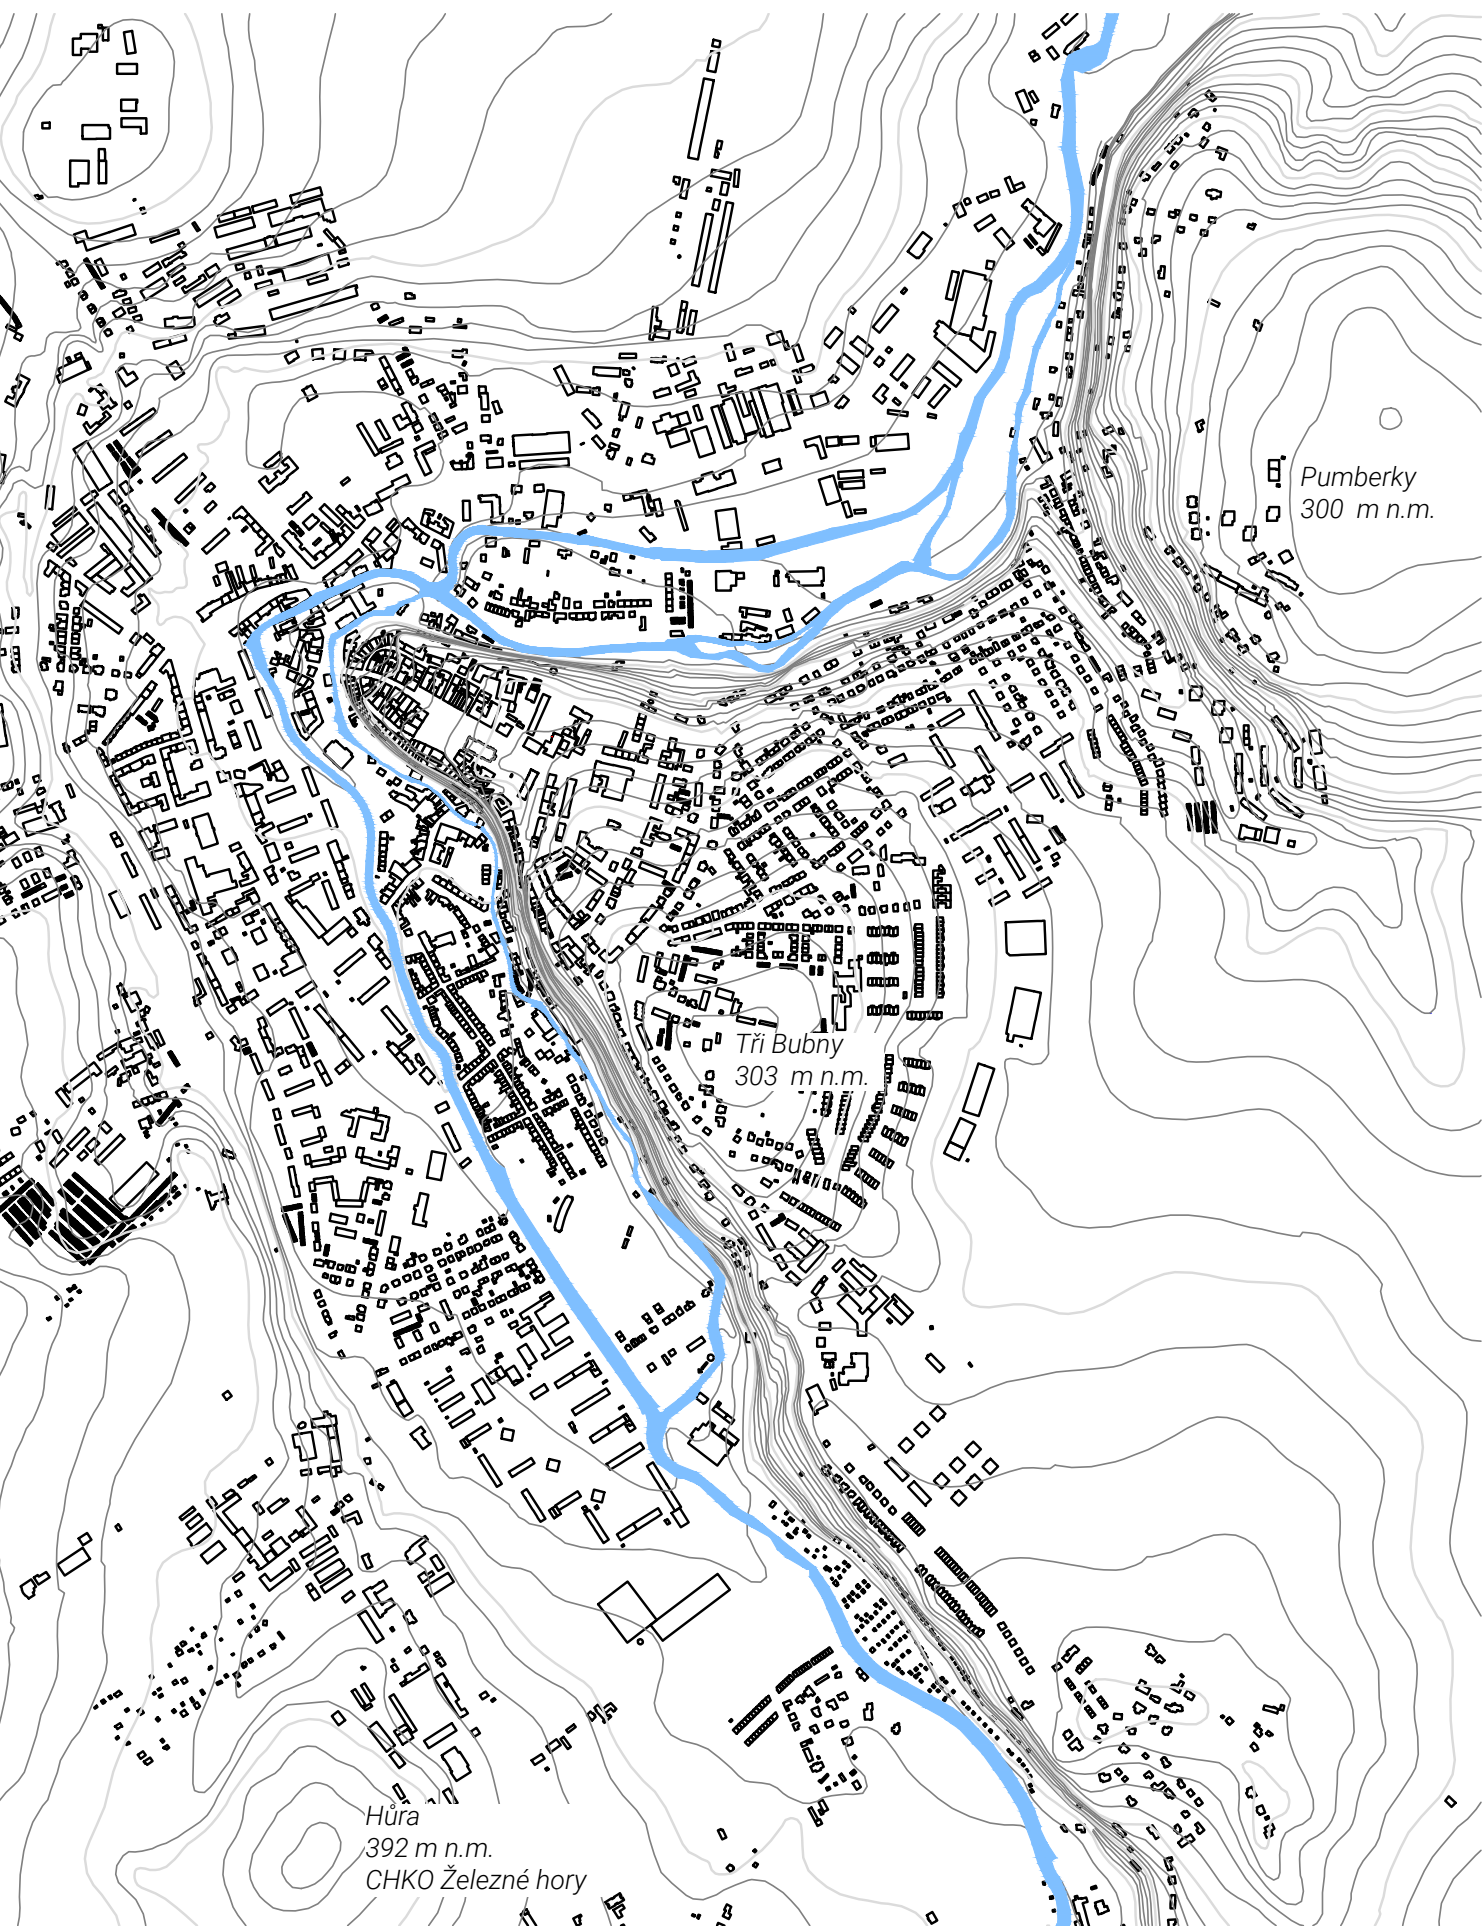 Pumberky
300 m n.m.
Tři Bubny
303 m n.m.
Hůra
392 m n.m.
CHKO Železné hory